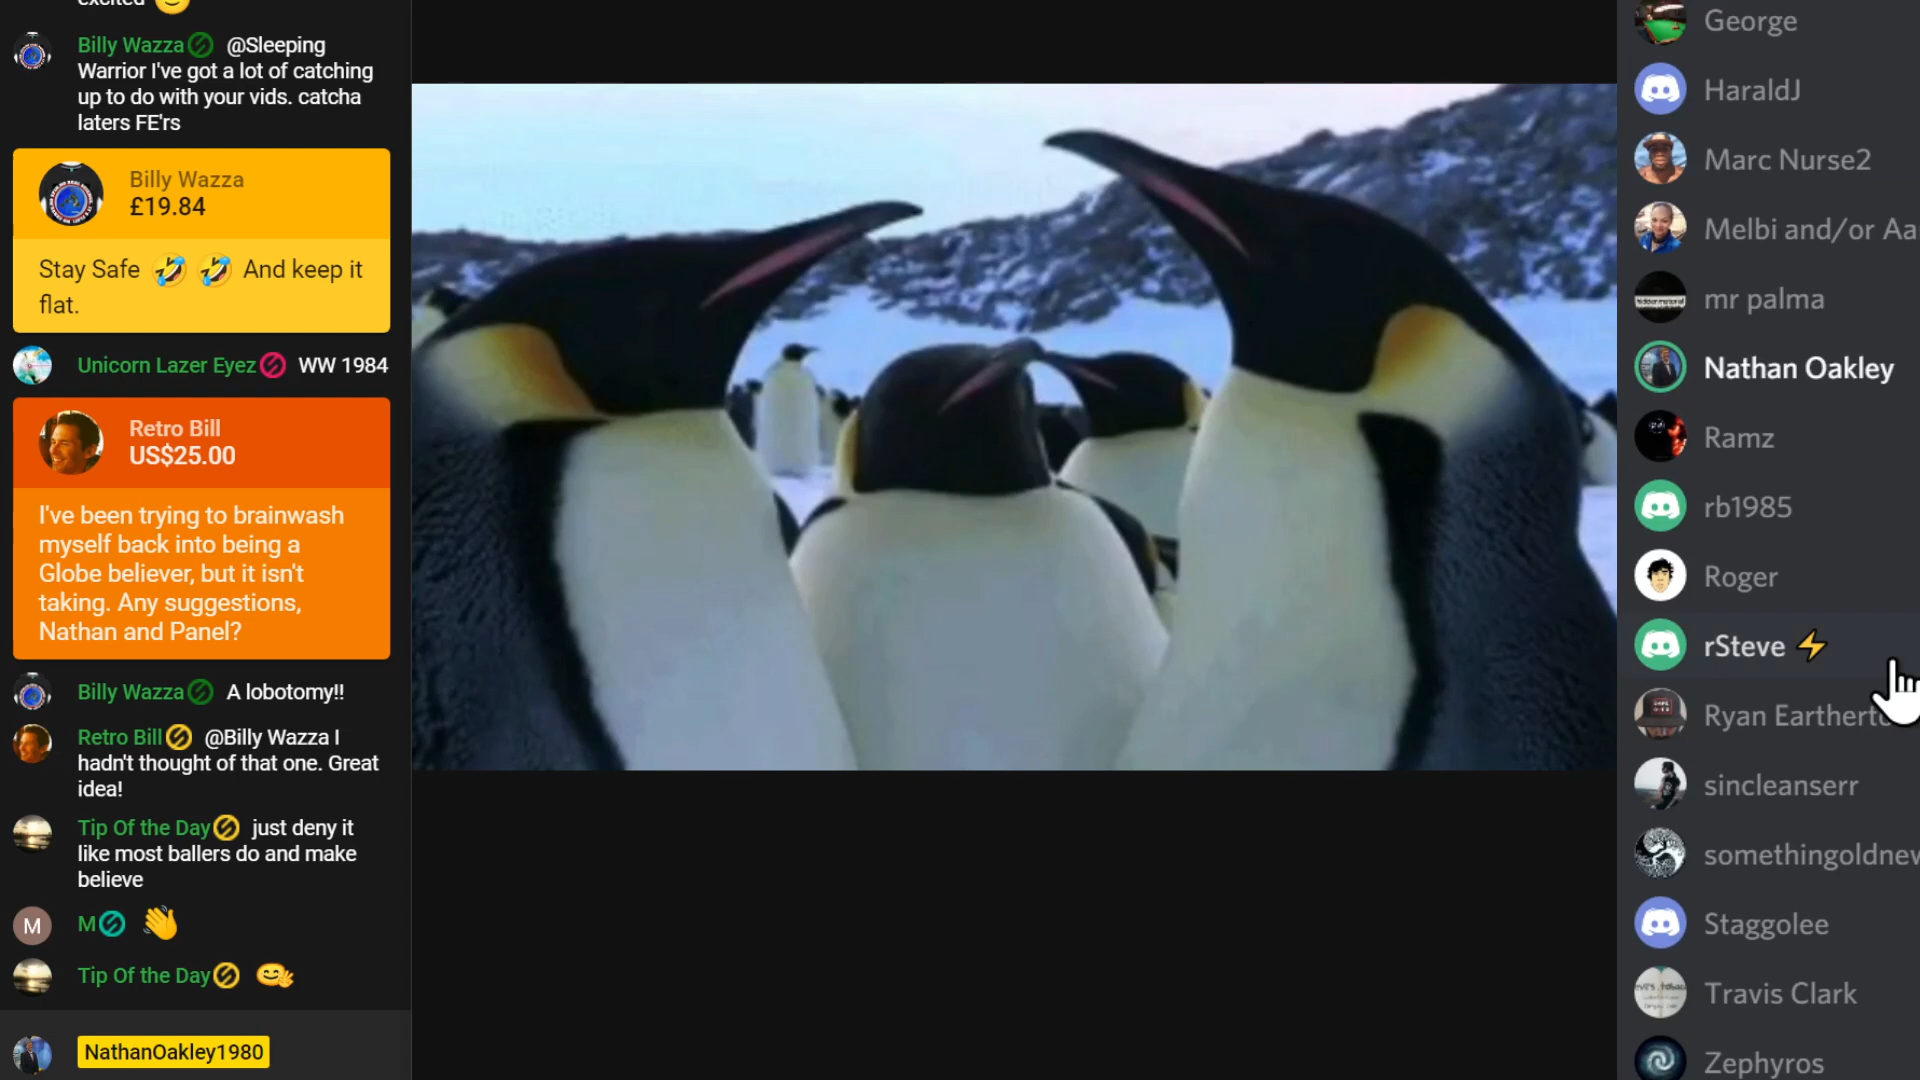 excited
Billy Wazza @Sleeping
Warrior I've got a lot of catching
up to do with your vids. catcha
laters FE'rs
Billy Wazza
£19.84
Stay Safe 🤣 🤣 And keep it
flat.
Unicorn Lazer Eyez WW 1984
Retro Bill
US$25.00
I've been trying to brainwash
myself back into being a
Globe believer, but it isn't
taking. Any suggestions,
Nathan and Panel?
Billy Wazza A lobotomy!!
Retro Bill @Billy Wazza I
hadn't thought of that one. Great
idea!
Tip Of the Day just deny it
like most ballers do and make
believe
M
M 👋
Tip Of the Day
NathanOakley1980
George
HaraldJ
Marc Nurse2
Melbi and/or Aa
mr palma
Nathan Oakley
Ramz
rb1985
Roger
rSteve ⚡
Ryan Eartherto
sincleanserr
somethingoldnew
Staggolee
Travis Clark
Zephyros